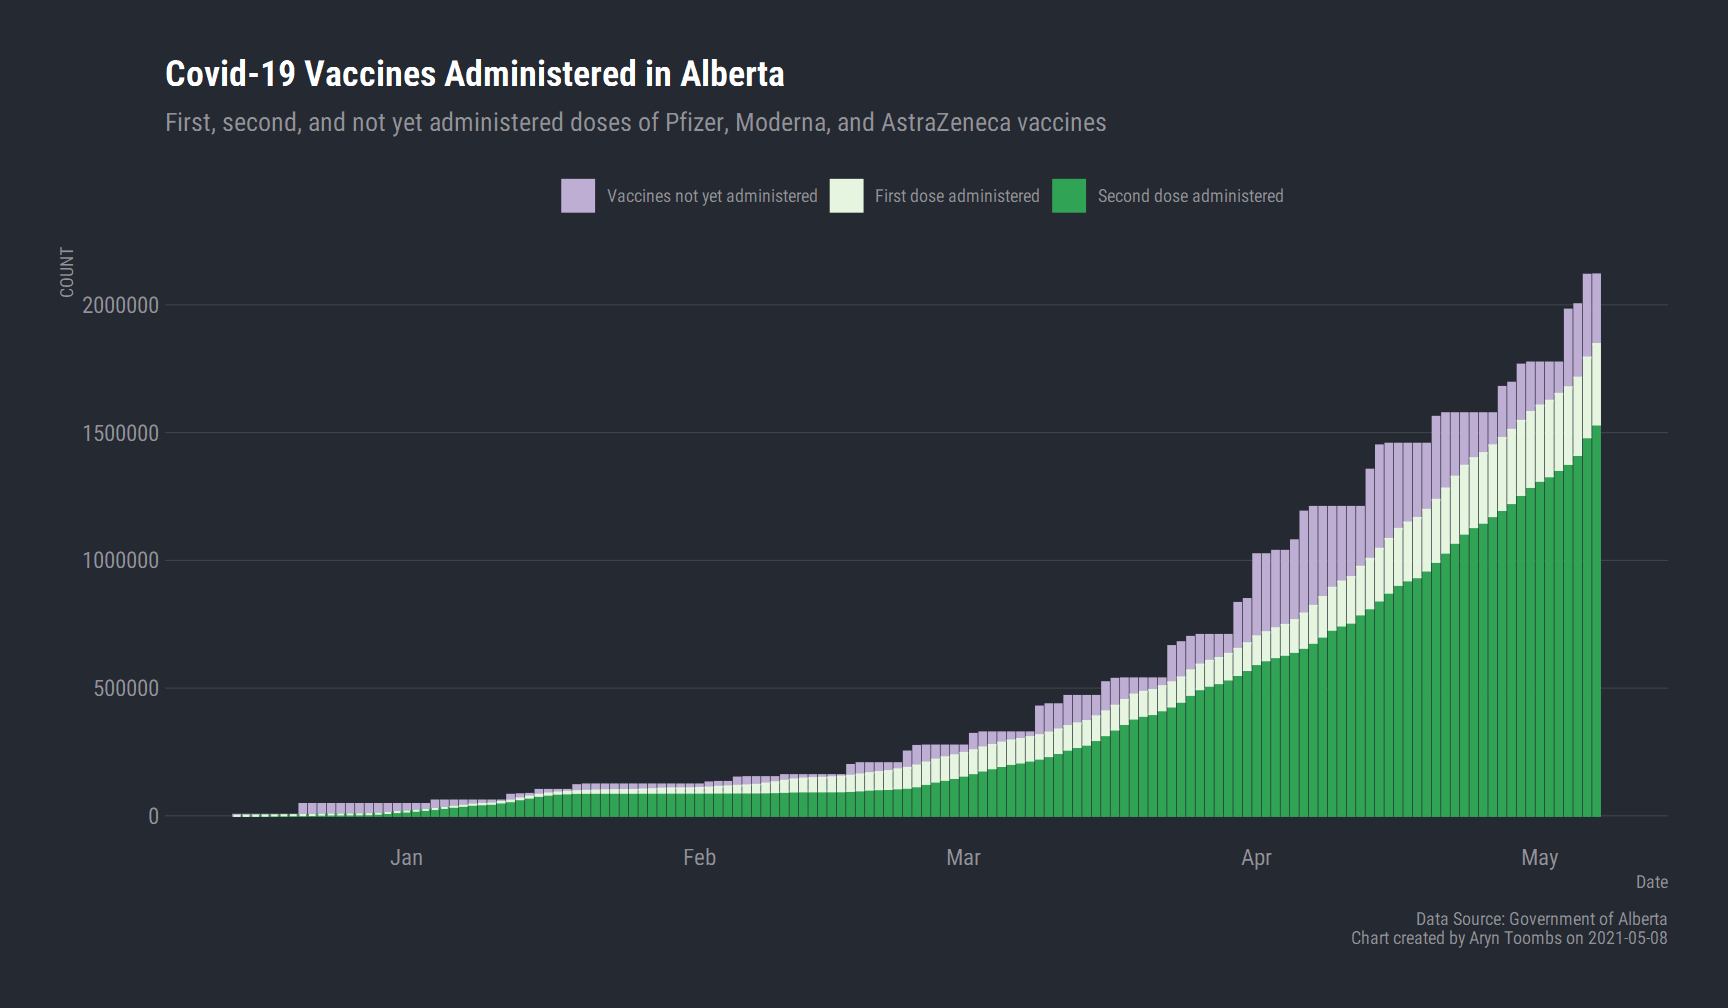 Covid-19 Vaccines Administered in Alberta
First, second, and not yet administered doses of Pfizer, Moderna, and AstraZeneca vaccines
Vaccines not yet administered
First dose administered
Second dose administered
COUNT
2000000
1500000
1000000
500000
0
Jan
Feb
Mar
Apr
May
Date
Data Source: Government of Alberta
Chart created by Aryn Toombs on 2021-05-08